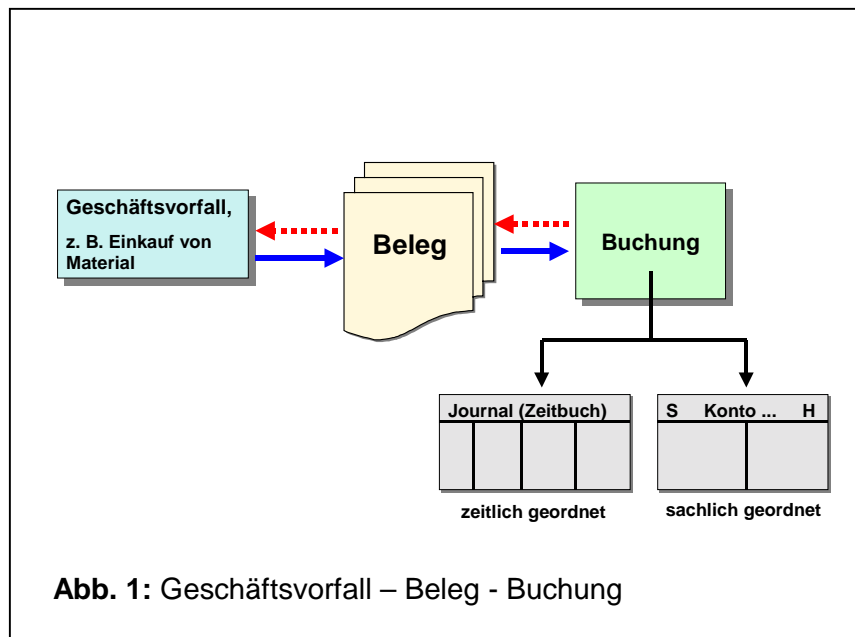 Geschäftsvorfall,
z. B. Einkauf von
Material
Beleg
Buchung
Journal (Zeitbuch)
S Konto ... H
zeitlich geordnet
sachlich geordnet
Abb. 1: Geschäftsvorfall – Beleg - Buchung